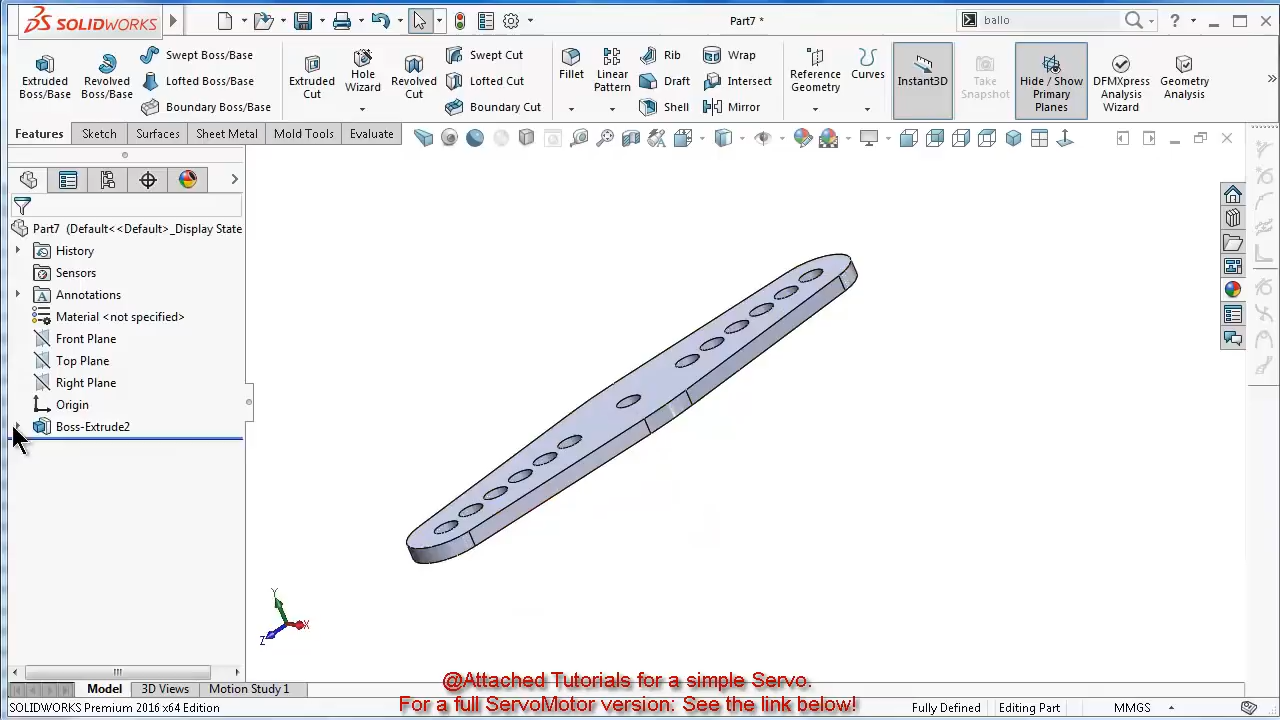 SOLIDWORKS
Part7 *
ballo
Extruded Boss/Base
Revolved Boss/Base
Swept Boss/Base
Lofted Boss/Base
Boundary Boss/Base
Extruded Cut
Hole Wizard
Revolved Cut
Swept Cut
Lofted Cut
Boundary Cut
Fillet
Linear Pattern
Rib
Draft
Shell
Wrap
Intersect
Mirror
Reference Geometry
Curves
Instant3D
Take Snapshot
Hide / Show Primary Planes
DFMXpress Analysis Wizard
Geometry Analysis
Features Sketch Surfaces Sheet Metal Mold Tools Evaluate
Part7 (Default<<Default>_Display State
History
Sensors
Annotations
Material <not specified>
Front Plane
Top Plane
Right Plane
Origin
Boss-Extrude2
Y
X
Z
@Attached Tutorials for a simple Servo.
Model 3D Views Motion Study 1
For a full ServoMotor version: See the link below!
SOLIDWORKS Premium 2016 x64 Edition
Fully Defined Editing Part MMGS